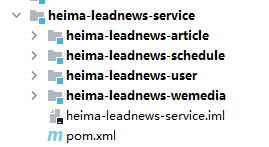 heima-leadnews-service
heima-leadnews-article
heima-leadnews-schedule
heima-leadnews-user
heima-leadnews-wemedia
heima-leadnews-service.iml
pom.xml